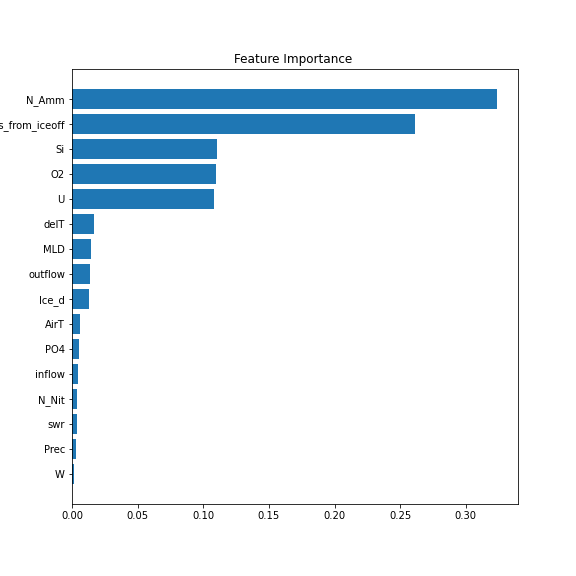 Feature Importance
N_Amm
s_from_iceoff
Si
O2
U
delT
MLD
outflow
Ice_d
AirT
PO4
inflow
N_Nit
swr
Prec
W
0.00 0.05 0.10 0.15 0.20 0.25 0.30